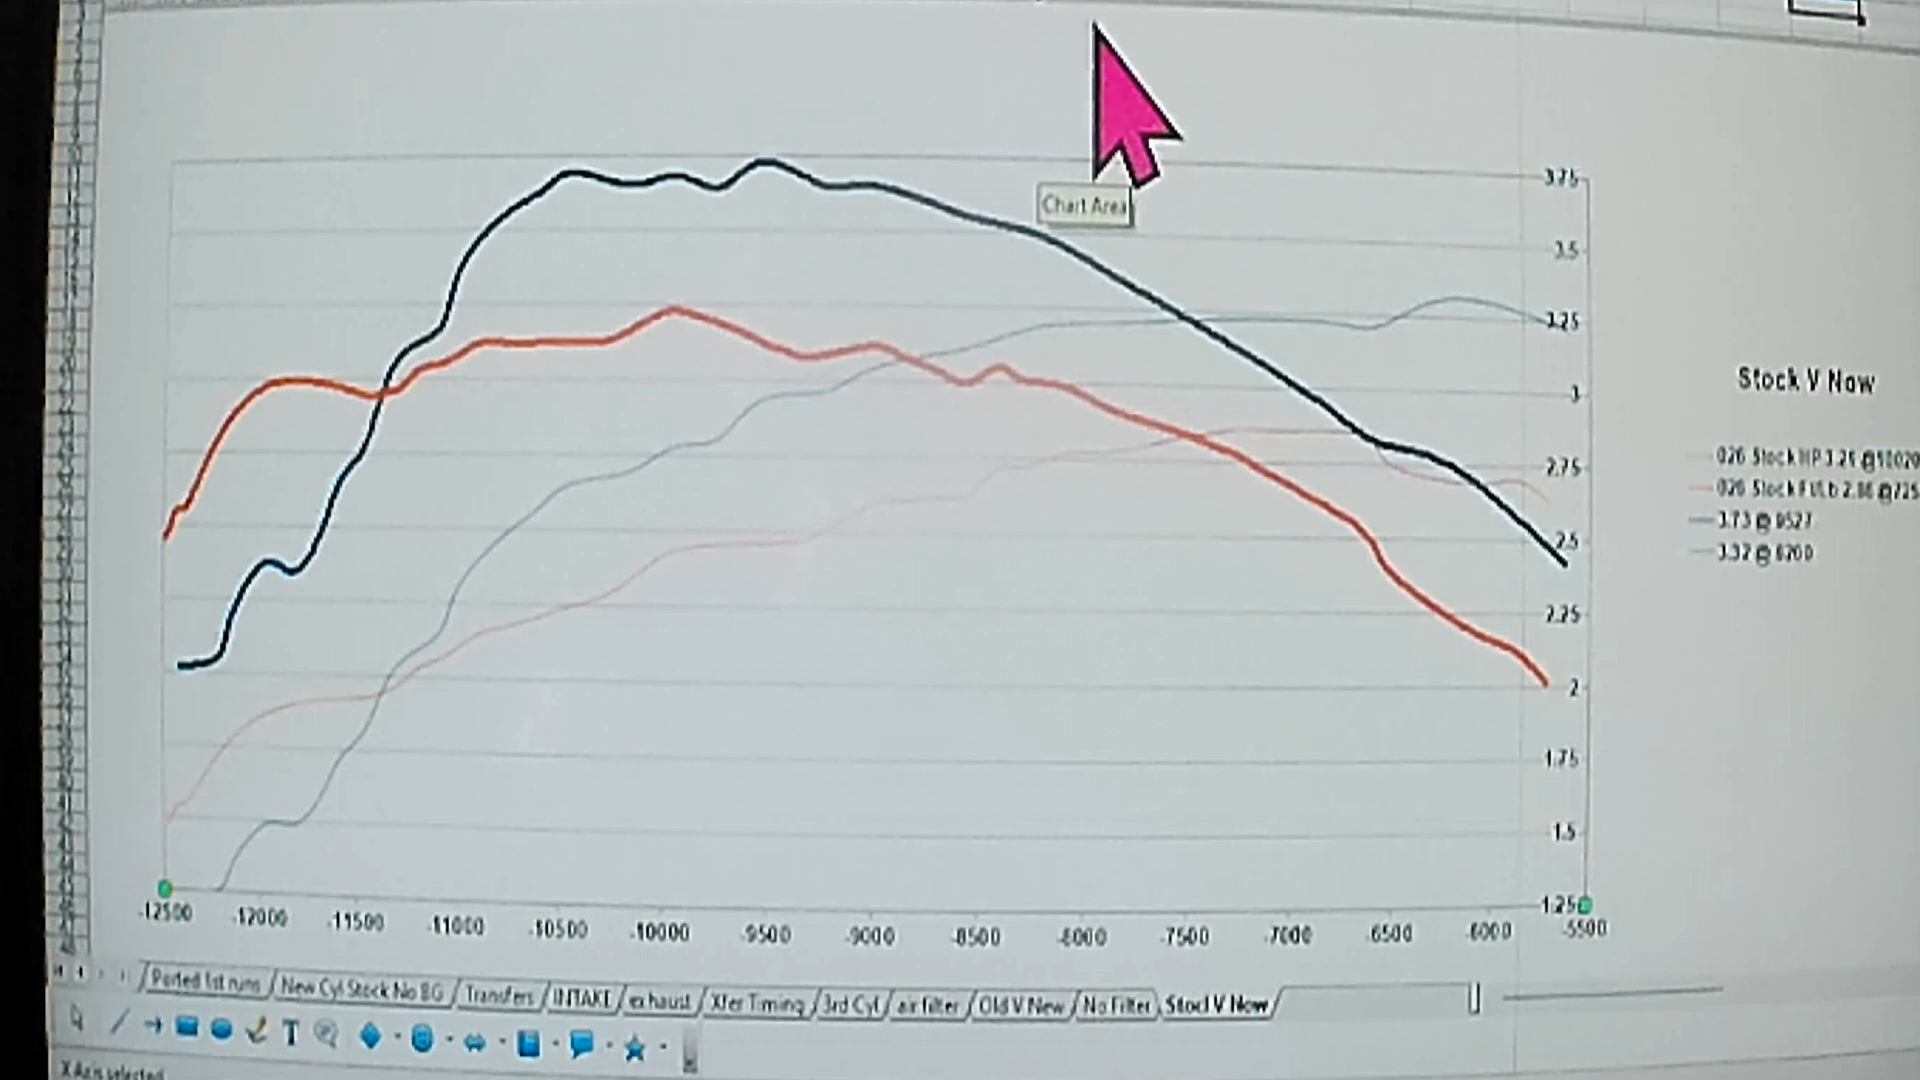 Chart Area
3.75
3.5
3.25
3
2.75
2.5
2.25
2
1.75
1.5
1.25
-12500 -12000 -11500 -11000 -10500 -10000 -9500 -9000 -8500 -8000 -7500 -7000 -6500 -6000 -5500
Stock V Now
026 Stock HP 3.26 @10020
026 Stock Ft Lb 2.86 @725
3.73 @ 9527
3.32 @ 6200
Ported 1st runs New Cyl Stock No BG Transfers INTAKE exhaust Xfer Timing 3rd Cyl air filter Old V New No Filter Stock V Now
X Axis selected